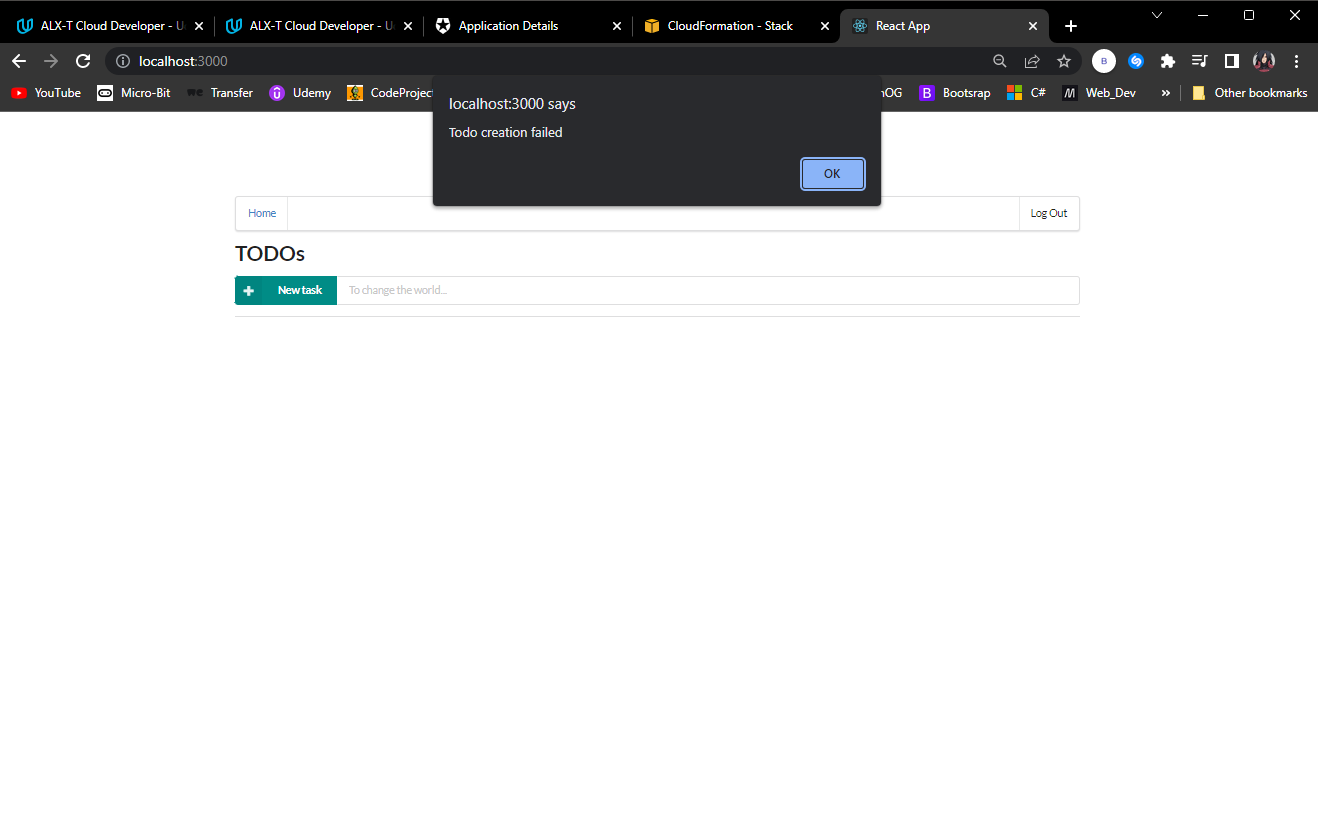 ALX-T Cloud Developer - U
ALX-T Cloud Developer - U
Application Details
CloudFormation - Stack
React App
localhost:3000
B
YouTube
Micro-Bit
we
Transfer
Udemy
CodeProject
nOG
B
Bootsrap
C#
Web_Dev
»
Other bookmarks
localhost:3000 says
Todo creation failed
OK
Home
Log Out
TODOs
New task
To change the world...